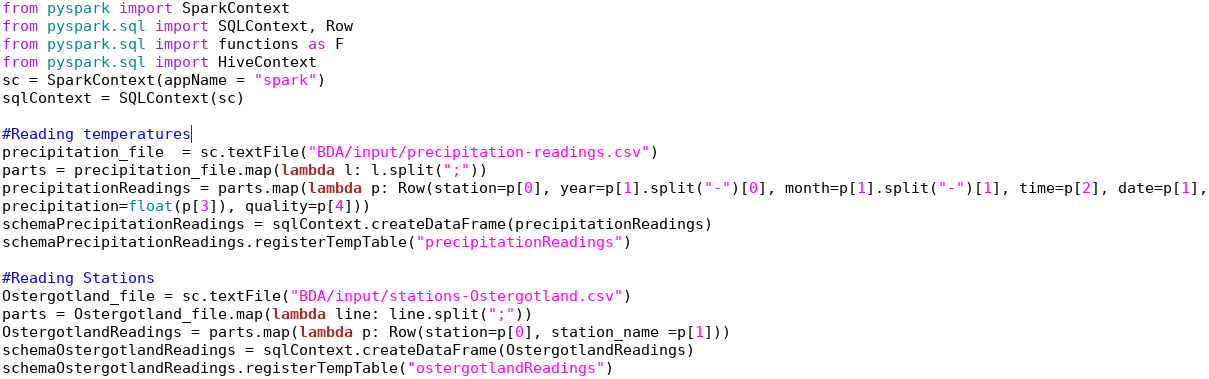 from pyspark import SparkContext
from pyspark.sql import SQLContext, Row
from pyspark.sql import functions as F
from pyspark.sql import HiveContext
sc = SparkContext(appName = "spark")
sqlContext = SQLContext(sc)

#Reading temperatures
precipitation_file  = sc.textFile("BDA/input/precipitation-readings.csv")
parts = precipitation_file.map(lambda l: l.split(";"))
precipitationReadings = parts.map(lambda p: Row(station=p[0], year=p[1].split("-")[0], month=p[1].split("-")[1], time=p[2], date=p[1],
precipitation=float(p[3]), quality=p[4]))
schemaPrecipitationReadings = sqlContext.createDataFrame(precipitationReadings)
schemaPrecipitationReadings.registerTempTable("precipitationReadings")

#Reading Stations
Ostergotland_file = sc.textFile("BDA/input/stations-Ostergotland.csv")
parts = Ostergotland_file.map(lambda line: line.split(";"))
OstergotlandReadings = parts.map(lambda p: Row(station=p[0], station_name =p[1]))
schemaOstergotlandReadings = sqlContext.createDataFrame(OstergotlandReadings)
schemaOstergotlandReadings.registerTempTable("ostergotlandReadings")